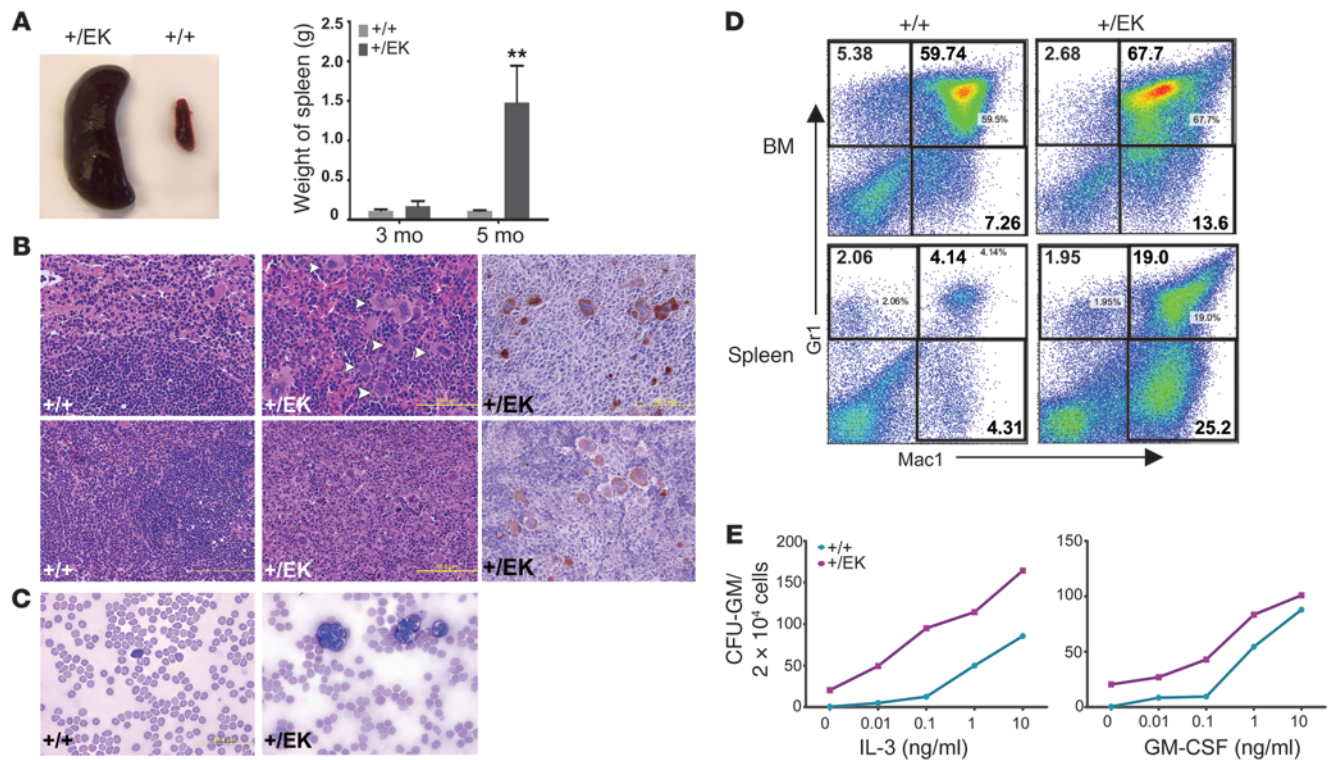 A
+/EK +/+
Weight of spleen (g)
2.5
2.0
1.5
1.0
0.5
0
+/+
+/EK
**
3 mo 5 mo
B
+/+ +/EK +/EK
+/+ +/EK +/EK
C
+/+ +/EK
D
+/+ +/EK
BM
5.38 59.74
59.5%
7.26
2.68 67.7
67.7%
13.6
Spleen
2.06 4.14
4.14%
2.06%
4.31
1.95 19.0
1.95%
19.0%
25.2
Gr1
Mac1
E
+/+
+/EK
CFU-GM/
2 × 10⁴ cells
200
150
100
50
0
0 0.01 0.1 1 10
IL-3 (ng/ml)
150
100
50
0
0 0.01 0.1 1 10
GM-CSF (ng/ml)